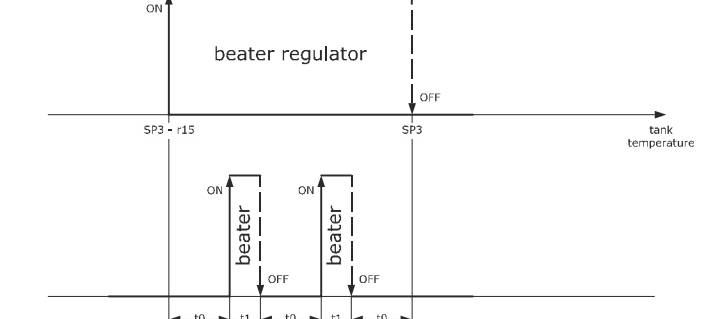 ON
beater regulator
OFF
SP3 - r15
SP3
tank
temperature
ON
beater
OFF
ON
beater
OFF
t0
t1
t0
t1
t0